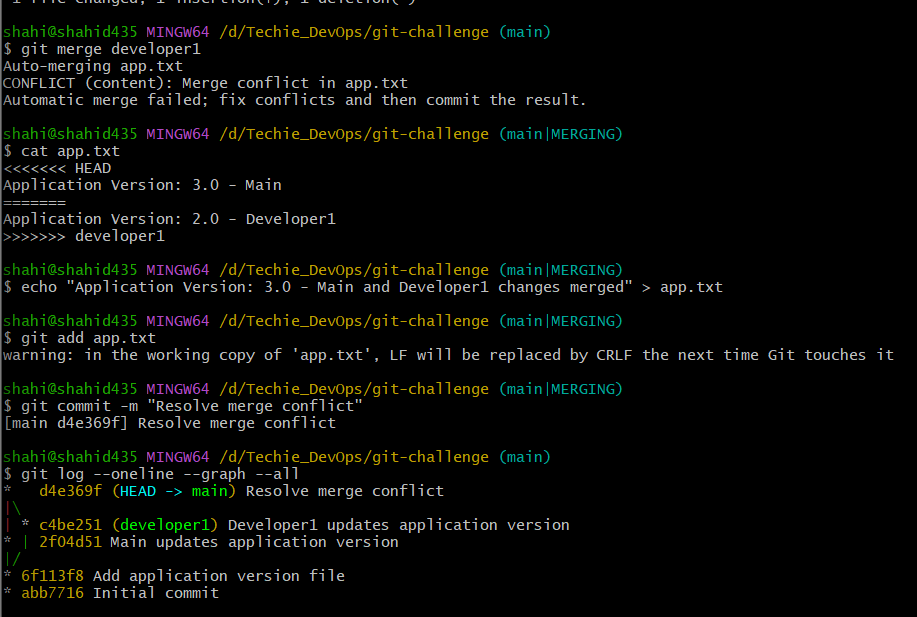 1 file changed, 1 insertion(+), 1 deletion(-)
shahi@shahid435 MINGW64 /d/Techie_DevOps/git-challenge (main)
$ git merge developer1
Auto-merging app.txt
CONFLICT (content): Merge conflict in app.txt
Automatic merge failed; fix conflicts and then commit the result.
shahi@shahid435 MINGW64 /d/Techie_DevOps/git-challenge (main|MERGING)
$ cat app.txt
<<<<<<< HEAD
Application Version: 3.0 - Main
=======
Application Version: 2.0 - Developer1
>>>>>>> developer1
shahi@shahid435 MINGW64 /d/Techie_DevOps/git-challenge (main|MERGING)
$ echo "Application Version: 3.0 - Main and Developer1 changes merged" > app.txt
shahi@shahid435 MINGW64 /d/Techie_DevOps/git-challenge (main|MERGING)
$ git add app.txt
warning: in the working copy of 'app.txt', LF will be replaced by CRLF the next time Git touches it
shahi@shahid435 MINGW64 /d/Techie_DevOps/git-challenge (main|MERGING)
$ git commit -m "Resolve merge conflict"
[main d4e369f] Resolve merge conflict
shahi@shahid435 MINGW64 /d/Techie_DevOps/git-challenge (main)
$ git log --oneline --graph --all
*   d4e369f (HEAD -> main) Resolve merge conflict
|\
| * c4be251 (developer1) Developer1 updates application version
* | 2f04d51 Main updates application version
|/
* 6f113f8 Add application version file
* abb7716 Initial commit